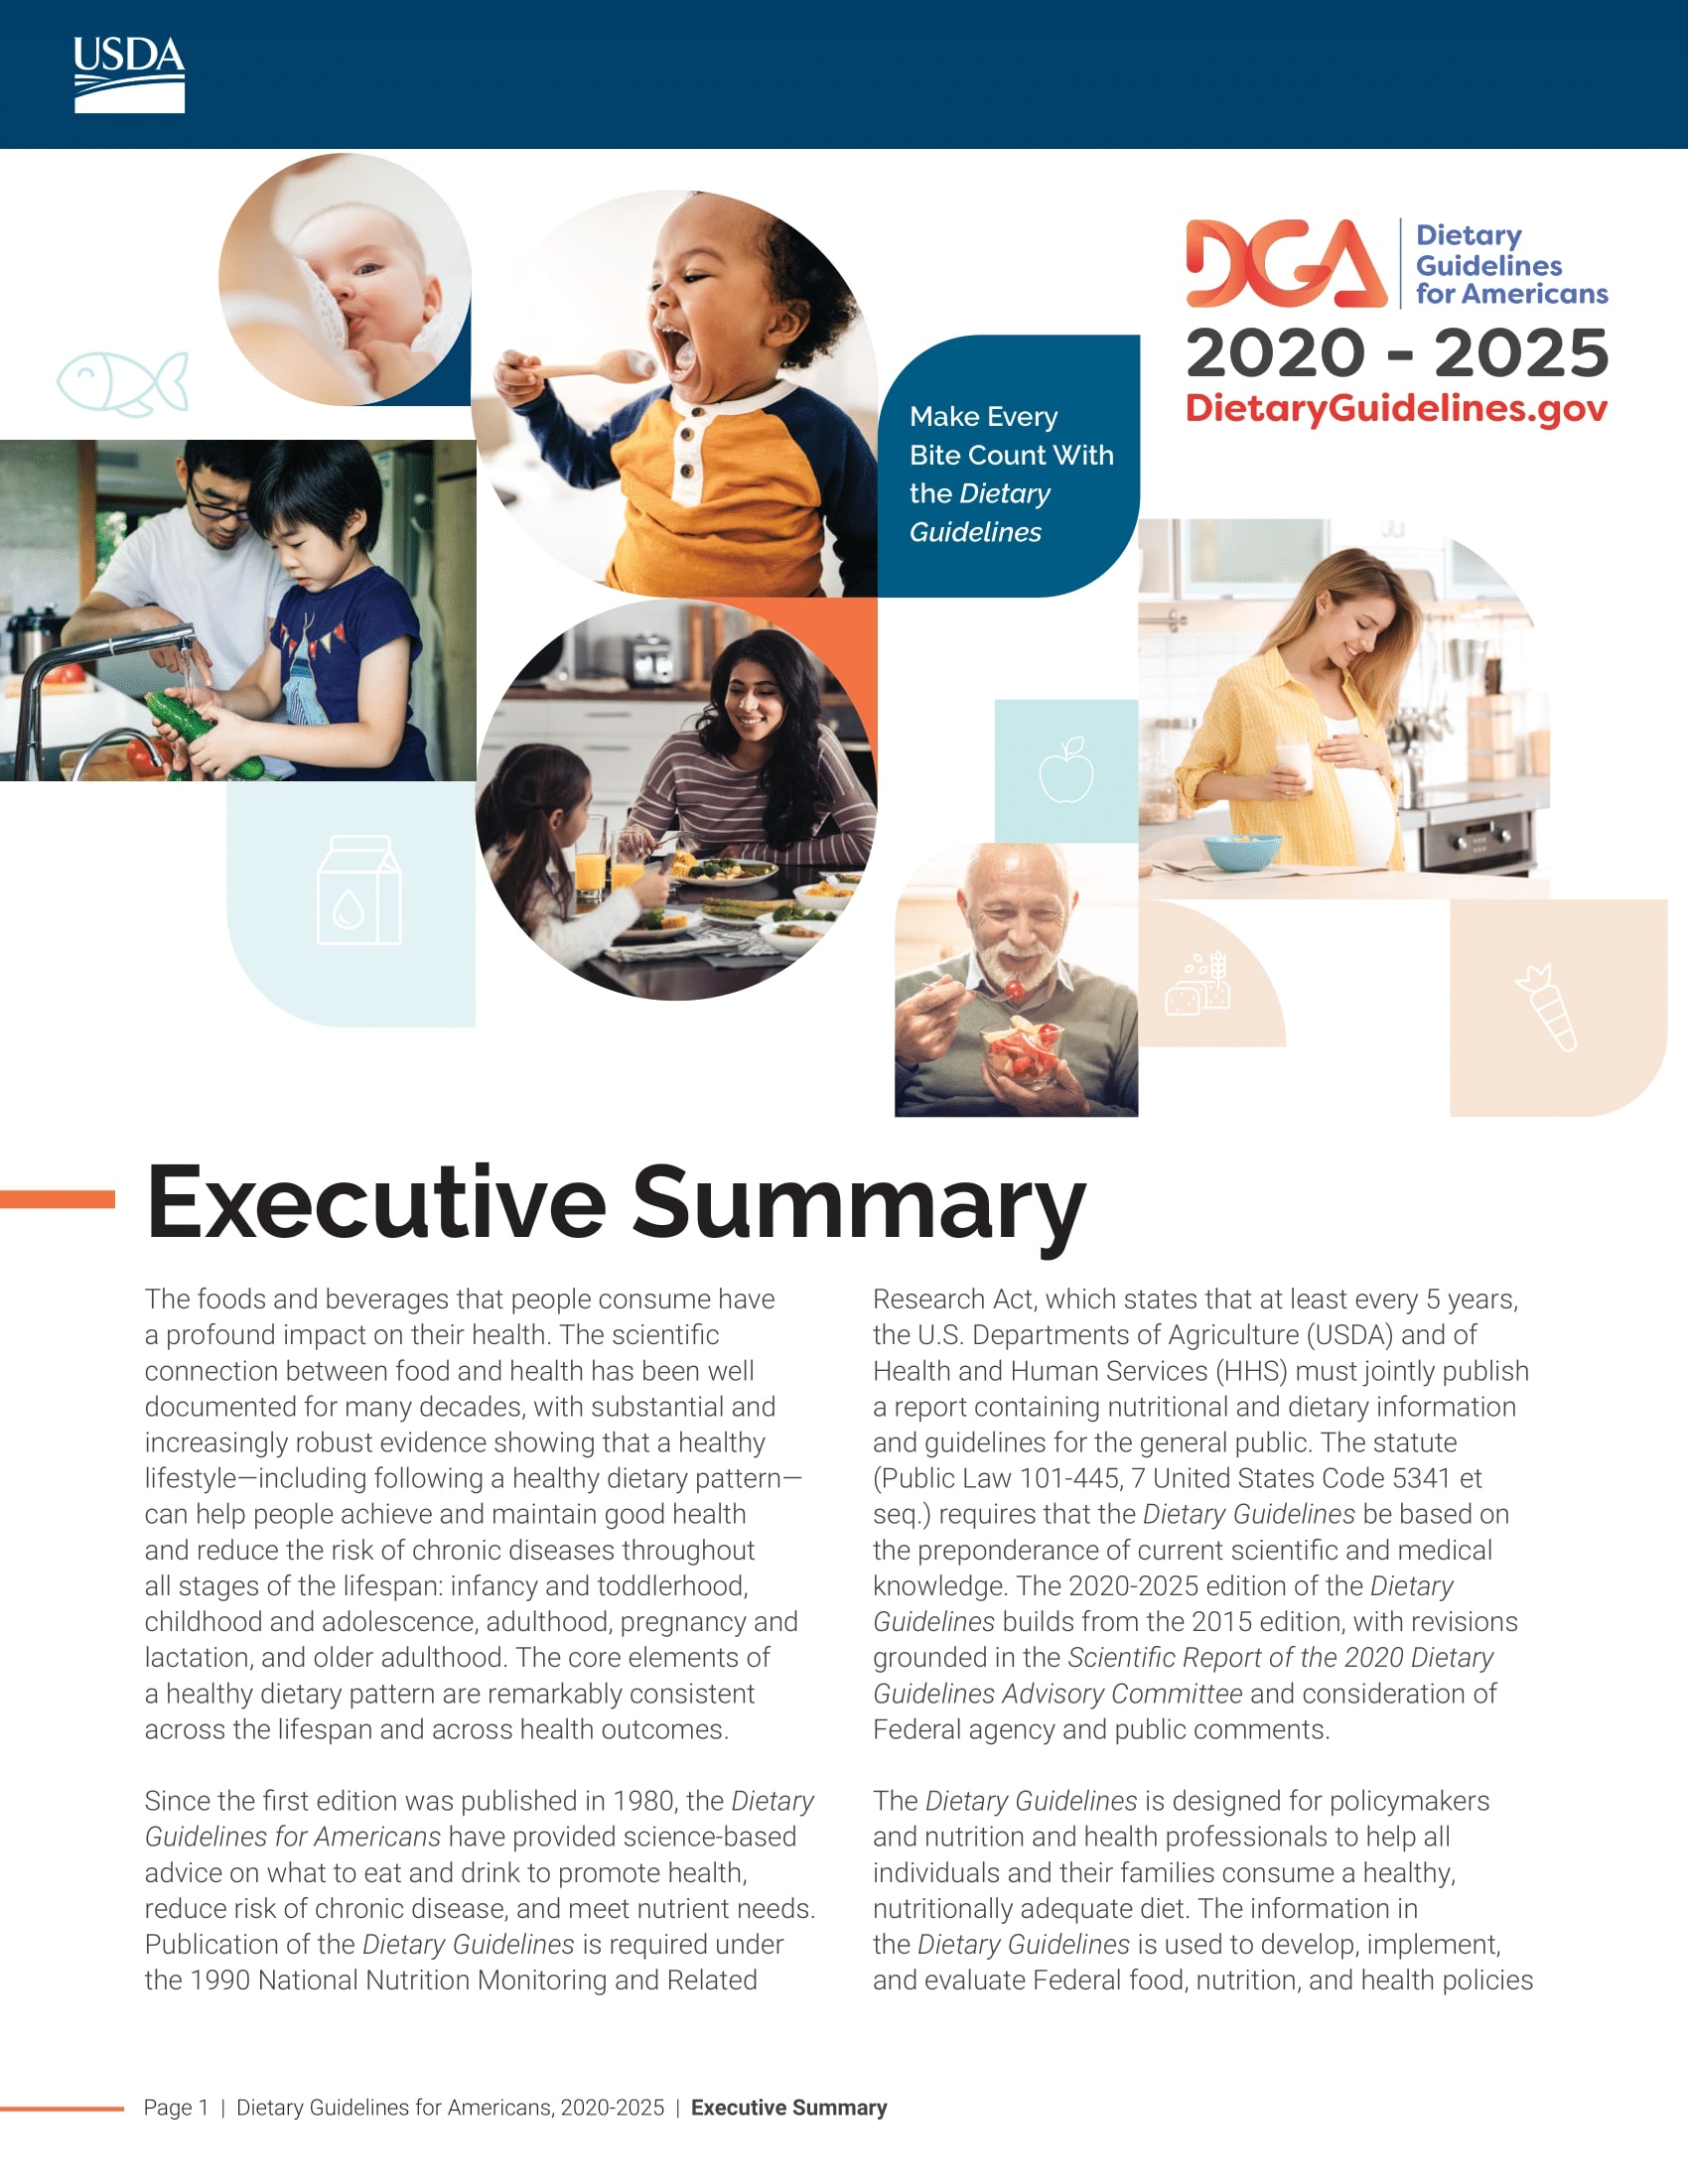 USDA
DGA
Dietary
Guidelines
for Americans
2020 - 2025
DietaryGuidelines.gov
Make Every
Bite Count With
the Dietary
Guidelines
Executive Summary
The foods and beverages that people consume have
a profound impact on their health. The scientific
connection between food and health has been well
documented for many decades, with substantial and
increasingly robust evidence showing that a healthy
lifestyle—including following a healthy dietary pattern—
can help people achieve and maintain good health
and reduce the risk of chronic diseases throughout
all stages of the lifespan: infancy and toddlerhood,
childhood and adolescence, adulthood, pregnancy and
lactation, and older adulthood. The core elements of
a healthy dietary pattern are remarkably consistent
across the lifespan and across health outcomes.
Since the first edition was published in 1980, the Dietary
Guidelines for Americans have provided science-based
advice on what to eat and drink to promote health,
reduce risk of chronic disease, and meet nutrient needs.
Publication of the Dietary Guidelines is required under
the 1990 National Nutrition Monitoring and Related
Research Act, which states that at least every 5 years,
the U.S. Departments of Agriculture (USDA) and of
Health and Human Services (HHS) must jointly publish
a report containing nutritional and dietary information
and guidelines for the general public. The statute
(Public Law 101-445, 7 United States Code 5341 et
seq.) requires that the Dietary Guidelines be based on
the preponderance of current scientific and medical
knowledge. The 2020-2025 edition of the Dietary
Guidelines builds from the 2015 edition, with revisions
grounded in the Scientific Report of the 2020 Dietary
Guidelines Advisory Committee and consideration of
Federal agency and public comments.
The Dietary Guidelines is designed for policymakers
and nutrition and health professionals to help all
individuals and their families consume a healthy,
nutritionally adequate diet. The information in
the Dietary Guidelines is used to develop, implement,
and evaluate Federal food, nutrition, and health policies
Page 1 | Dietary Guidelines for Americans, 2020-2025 | Executive Summary